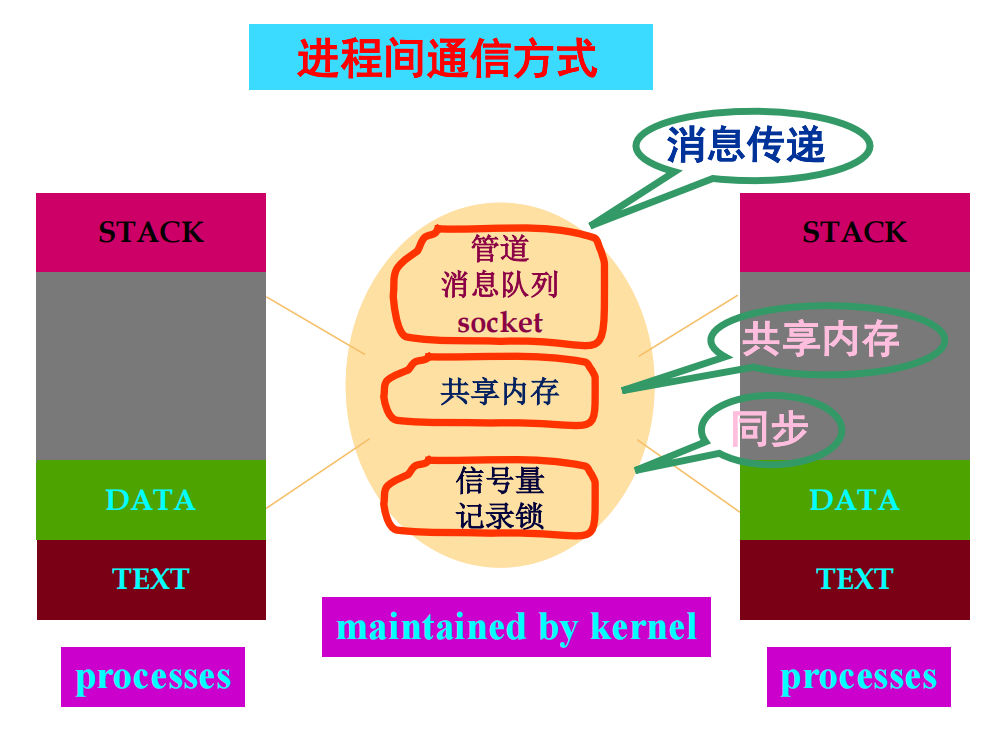 进程间通信方式
消息传递
STACK
管道
消息队列
socket
STACK
共享内存
共享内存
同步
信号量
记录锁
DATA
DATA
TEXT
TEXT
maintained by kernel
processes
processes